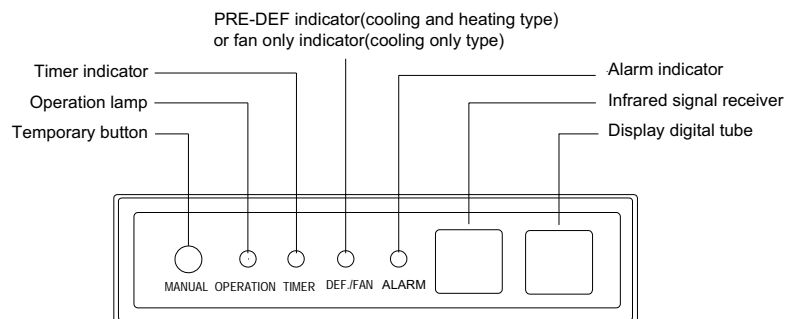 PRE-DEF indicator(cooling and heating type)
or fan only indicator(cooling only type)
Timer indicator
Alarm indicator
Operation lamp
Infrared signal receiver
Temporary button
Display digital tube
MANUAL OPERATION TIMER DEF./FAN ALARM